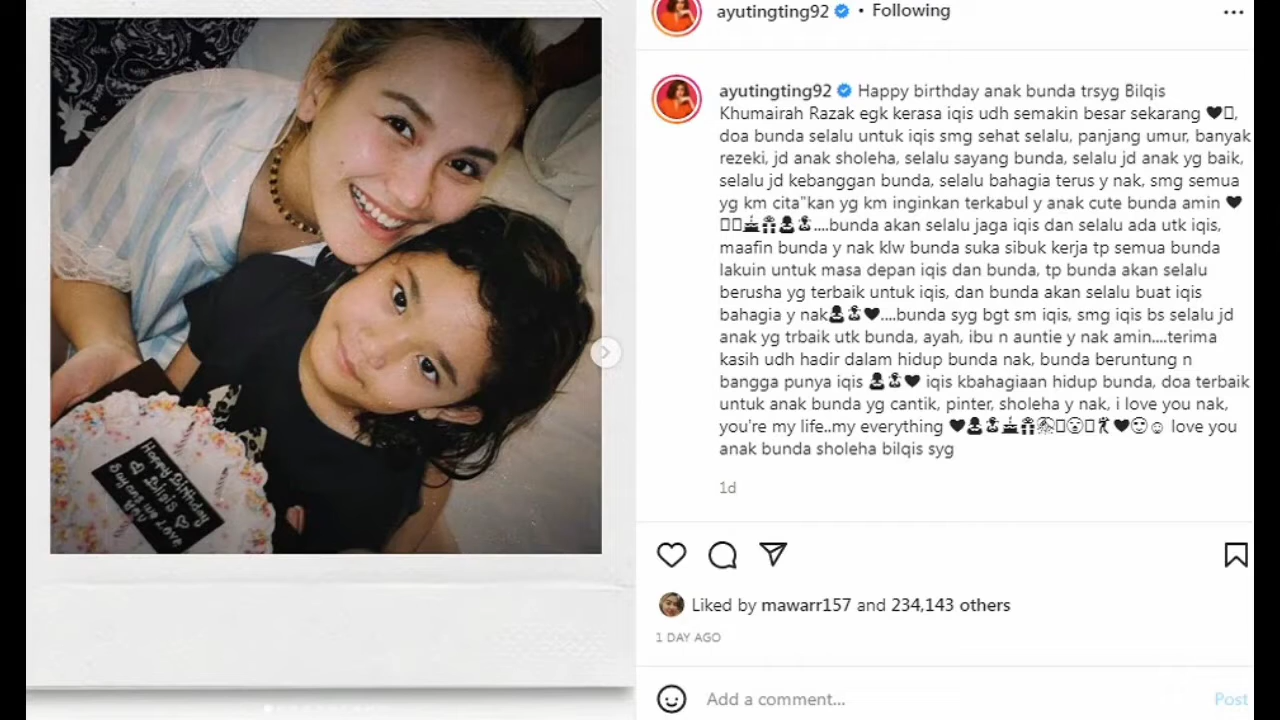 ayutingting92 • Following
ayutingting92 Happy birthday anak bunda trsyg Bilqis
Khumairah Razak egk kerasa iqis udh semakin besar sekarang ♥,
doa bunda selalu untuk iqis smg sehat selalu, panjang umur, banyak
rezeki, jd anak sholeha, selalu sayang bunda, selalu jd anak yg baik,
selalu jd kebanggan bunda, selalu bahagia terus y nak, smg semua
yg km cita"kan yg km inginkan terkabul y anak cute bunda amin ♥
....bunda akan selalu jaga iqis dan selalu ada utk iqis,
maafin bunda y nak klw bunda suka sibuk kerja tp semua bunda
lakuin untuk masa depan iqis dan bunda, tp bunda akan selalu
berusha yg terbaik untuk iqis, dan bunda akan selalu buat iqis
bahagia y nak♥....bunda syg bgt sm iqis, smg iqis bs selalu jd
anak yg trbaik utk bunda, ayah, ibu n auntie y nak amin....terima
kasih udh hadir dalam hidup bunda nak, bunda beruntung n
bangga punya iqis ♥ iqis kbahagiaan hidup bunda, doa terbaik
untuk anak bunda yg cantik, pinter, sholeha y nak, i love you nak,
you're my life..my everything ♥♥☺ love you
anak bunda sholeha bilqis syg
1d
Liked by mawarr157 and 234,143 others
1 DAY AGO
Add a comment...
Post
Happy Birthday
Bilqis
Sayang we Love
you